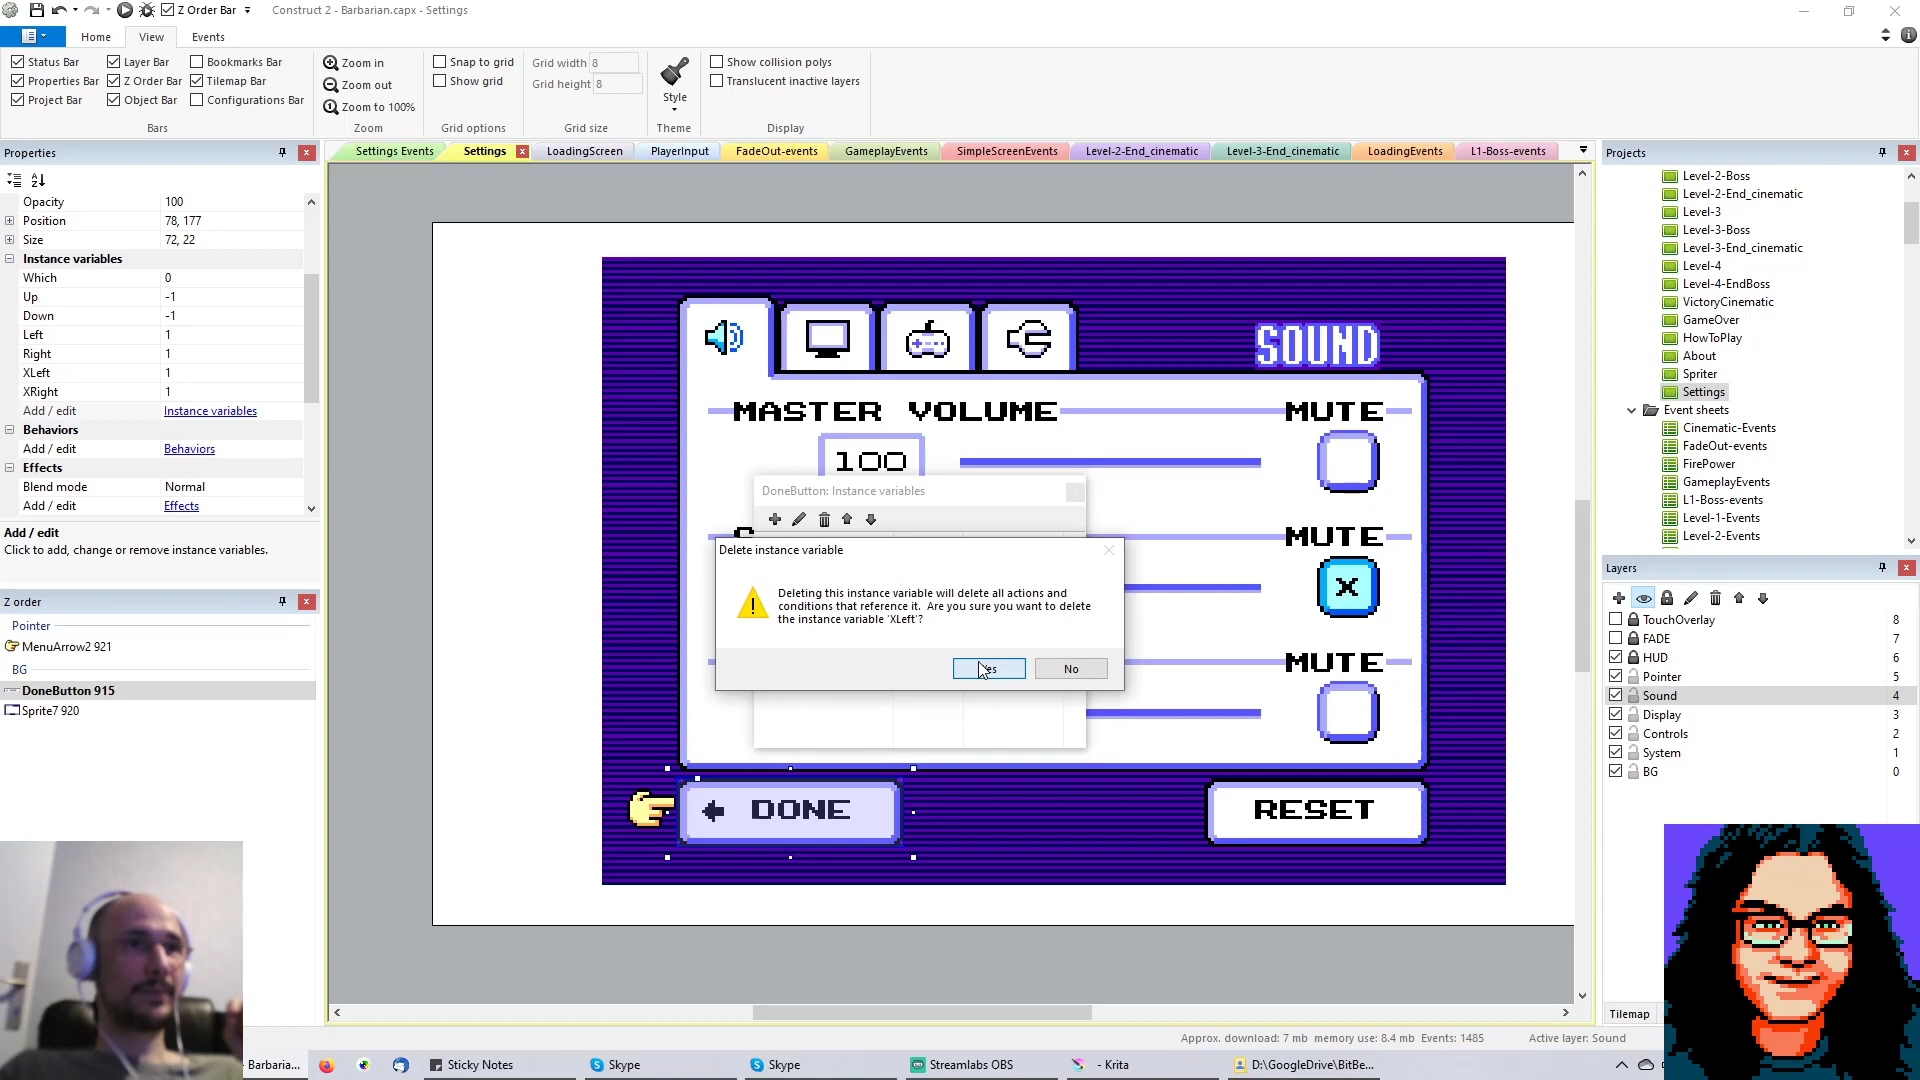 Z Order Bar
Construct 2 - Barbarian.capx - Settings
Home
View
Events
Status Bar
Layer Bar
Bookmarks Bar
Properties Bar
Z Order Bar
Tilemap Bar
Project Bar
Object Bar
Configurations Bar
Bars
Zoom in
Zoom out
Zoom to 100%
Zoom
Snap to grid
Show grid
Grid options
Grid width 8
Grid height 8
Grid size
Style
Theme
Show collision polys
Translucent inactive layers
Display
Properties
Settings Events
Settings
LoadingScreen
PlayerInput
FadeOut-events
GameplayEvents
SimpleScreenEvents
Level-2-End_cinematic
Level-3-End_cinematic
LoadingEvents
L1-Boss-events
Opacity 100
Position 78, 177
Size 72, 22
Instance variables
Which 0
Up -1
Down -1
Left 1
Right 1
XLeft 1
XRight 1
Add / edit Instance variables
Behaviors
Add / edit Behaviors
Effects
Blend mode Normal
Add / edit Effects
Add / edit
Click to add, change or remove instance variables.
Z order
Pointer
MenuArrow2 921
BG
DoneButton 915
Sprite7 920
SOUND
MASTER VOLUME
MUTE
100
MUTE
X
MUTE
DONE
RESET
DoneButton: Instance variables
Delete instance variable
Deleting this instance variable will delete all actions and
conditions that reference it. Are you sure you want to delete
the instance variable 'XLeft'?
No
Projects
Level-2-Boss
Level-2-End_cinematic
Level-3
Level-3-Boss
Level-3-End_cinematic
Level-4
Level-4-EndBoss
VictoryCinematic
GameOver
HowToPlay
About
Spriter
Settings
Event sheets
Cinematic-Events
FadeOut-events
FirePower
GameplayEvents
L1-Boss-events
Level-1-Events
Level-2-Events
Layers
TouchOverlay 8
FADE 7
HUD 6
Pointer 5
Sound 4
Display 3
Controls 2
System 1
BG 0
Tilemap
Approx. download: 7 mb memory use: 8.4 mb Events: 1485
Active layer: Sound
Barbaria...
Sticky Notes
Skype
Skype
Streamlabs OBS
- Krita
D:\GoogleDrive\BitBe...